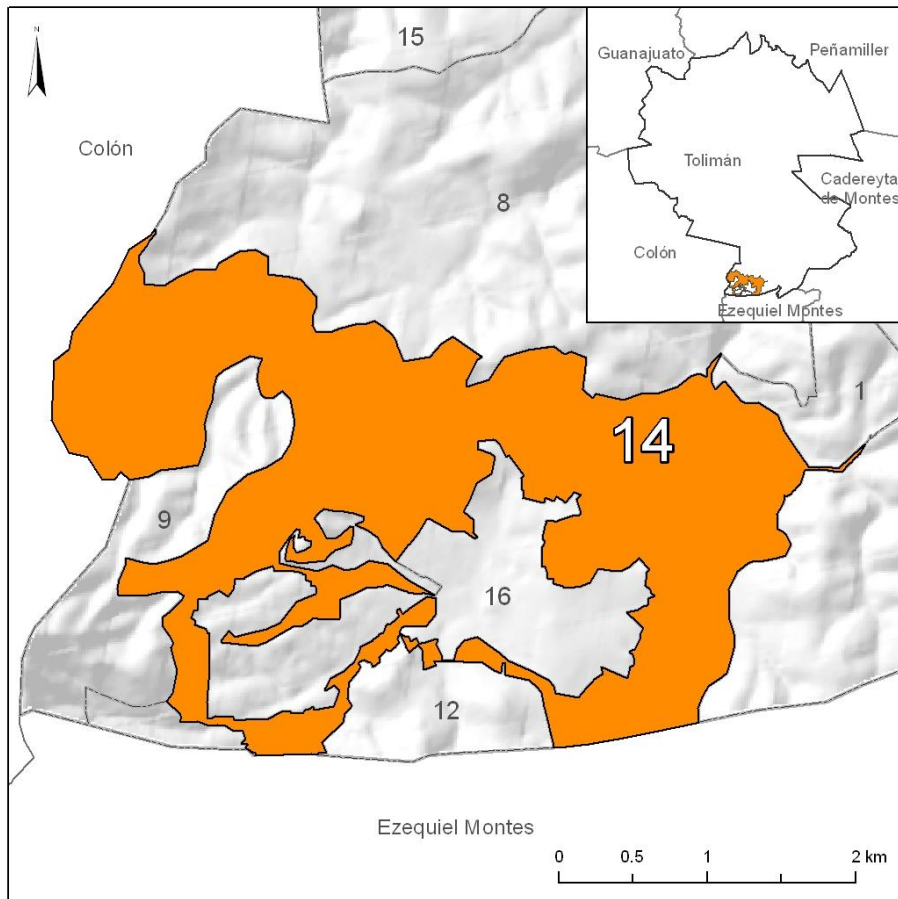 N
15
Colón
8
Guanajuato
Peñamiller
Tolimán
Cadereyta
de Montes
Colón
Ezequiel Montes
1
14
9
16
12
Ezequiel Montes
0 0.5 1 2 km